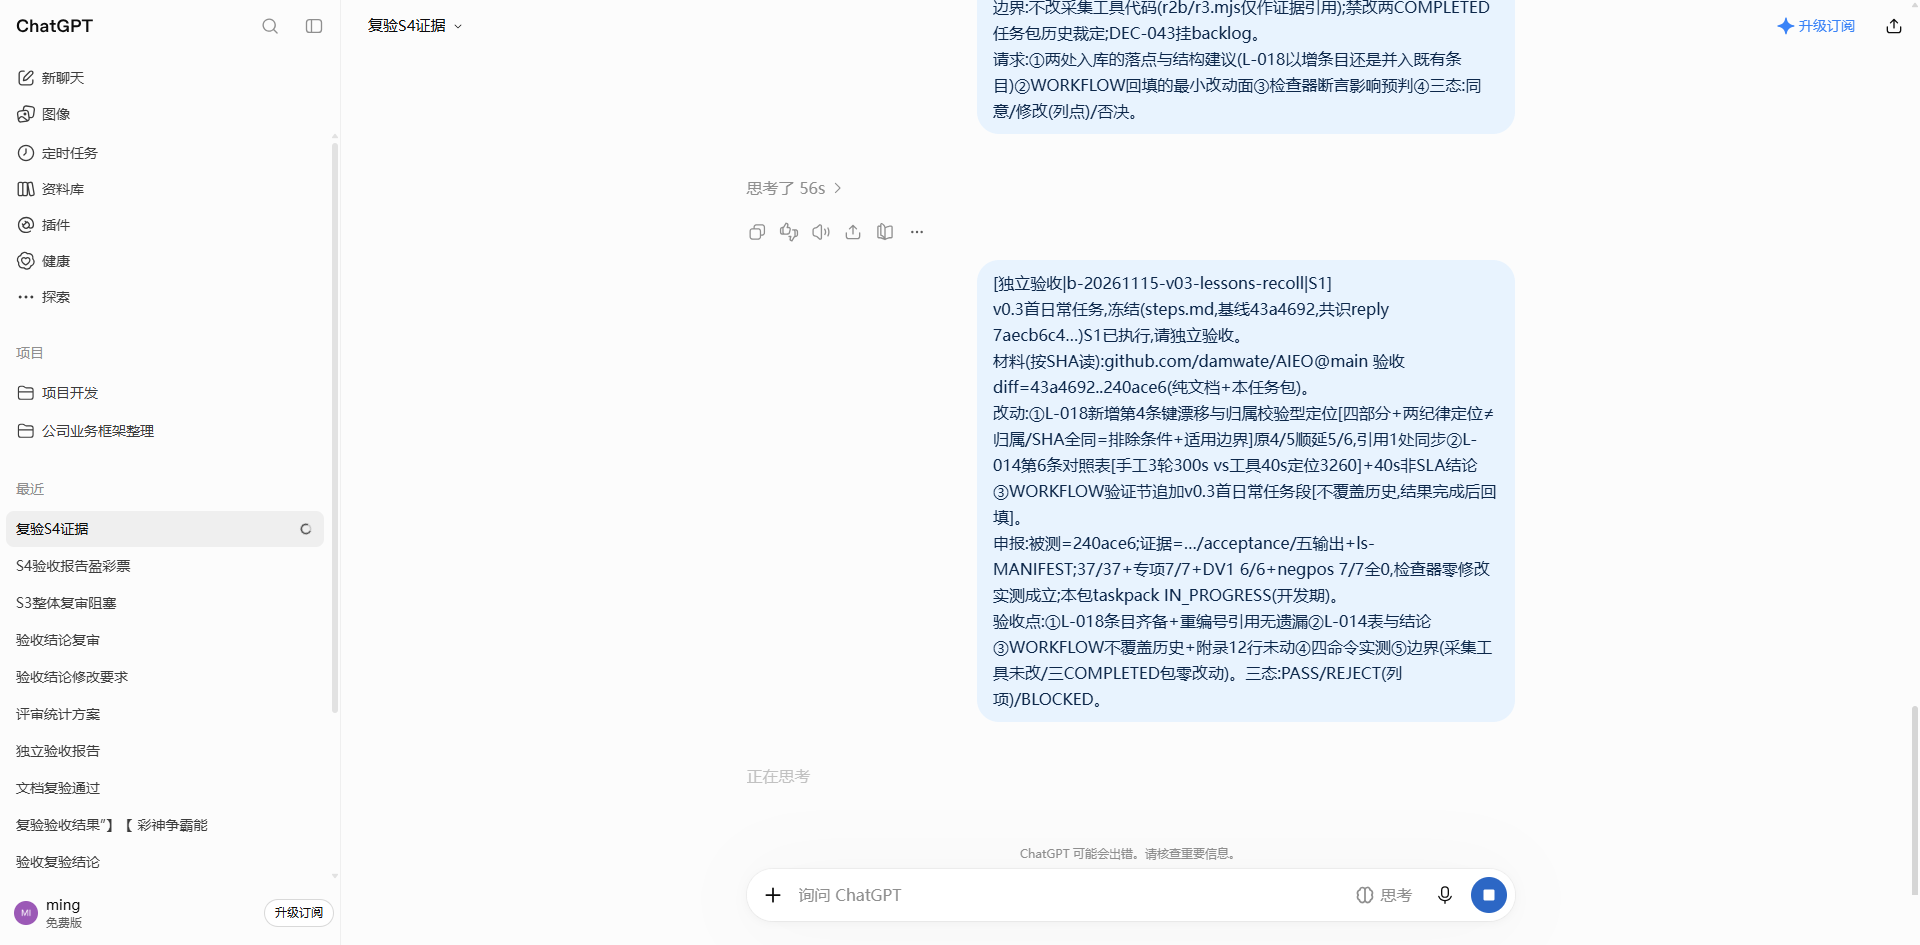 ChatGPT
新聊天
图像
定时任务
资料库
插件
健康
探索
项目
项目开发
公司业务框架整理
最近
复验S4证据
S4验收报告盈彩票
S3整体复审阻塞
验收结论复审
验收结论修改要求
评审统计方案
独立验收报告
文档复验通过
复验验收结果”】【 彩神争霸能
验收复验结论
MI
ming
免费版
升级订阅
复验S4证据
升级订阅
边界:不改采集工具代码(r2b/r3.mjs仅作证据引用);禁改两COMPLETED
任务包历史裁定;DEC-043挂backlog。
请求:①两处入库的落点与结构建议(L-018以增条目还是并入既有条
目)②WORKFLOW回填的最小改动面③检查器断言影响预判④三态:同
意/修改(列点)/否决。
思考了 56s
[独立验收|b-20261115-v03-lessons-recoll|S1]
v0.3首日常任务,冻结(steps.md,基线43a4692,共识reply
7aecb6c4...)S1已执行,请独立验收。
材料(按SHA读):github.com/damwate/AIEO@main 验收
diff=43a4692..240ace6(纯文档+本任务包)。
改动:①L-018新增第4条键漂移与归属校验型定位[四部分+两纪律定位≠
归属/SHA全同=排除条件+适用边界]原4/5顺延5/6,引用1处同步②L-
014第6条对照表[手工3轮300s vs工具40s定位3260]+40s非SLA结论
③WORKFLOW验证节追加v0.3首日常任务段[不覆盖历史,结果完成后回
填]。
申报:被测=240ace6;证据=.../acceptance/五输出+ls-
MANIFEST;37/37+专项7/7+DV1 6/6+negpos 7/7全0,检查器零修改
实测成立;本包taskpack IN_PROGRESS(开发期)。
验收点:①L-018条目齐备+重编号引用无遗漏②L-014表与结论
③WORKFLOW不覆盖历史+附录12行未动④四命令实测⑤边界(采集工
具未改/三COMPLETED包零改动)。三态:PASS/REJECT(列
项)/BLOCKED。
正在思考
ChatGPT 可能会出错。请核查重要信息。
询问 ChatGPT
思考